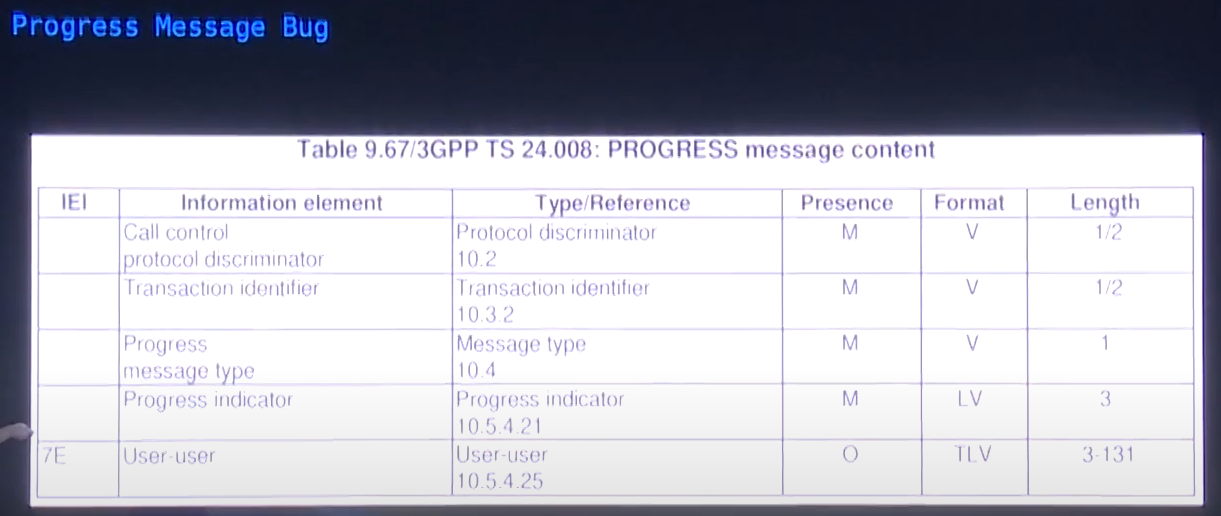 Progress Message Bug
Table 9.67/3GPP TS 24.008: PROGRESS message content
IEI Information element Type/Reference Presence Format Length
Call control Protocol discriminator M V 1/2
protocol discriminator 10.2
Transaction identifier Transaction identifier M V 1/2
10.3.2
Progress Message type M V 1
message type 10.4
Progress indicator Progress indicator M LV 3
10.5.4.21
7E User-user User-user O TLV 3-131
10.5.4.25